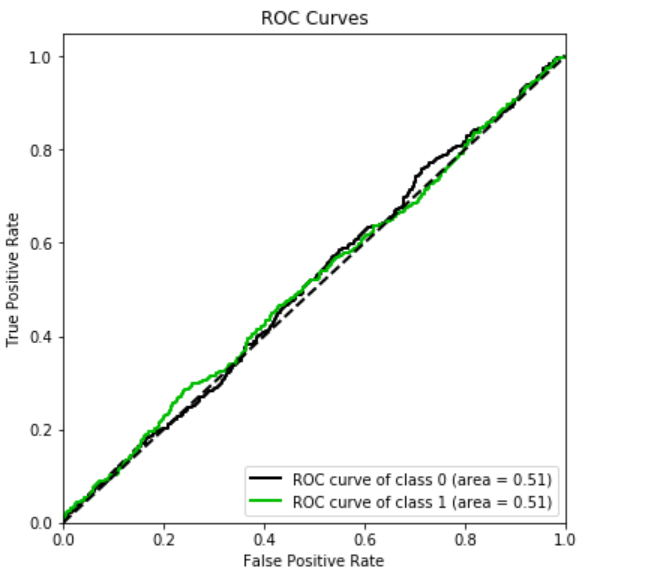 ROC Curves
True Positive Rate
1.0
0.8
0.6
0.4
0.2
0.0
ROC curve of class 0 (area = 0.51)
ROC curve of class 1 (area = 0.51)
0.0 0.2 0.4 0.6 0.8 1.0
False Positive Rate